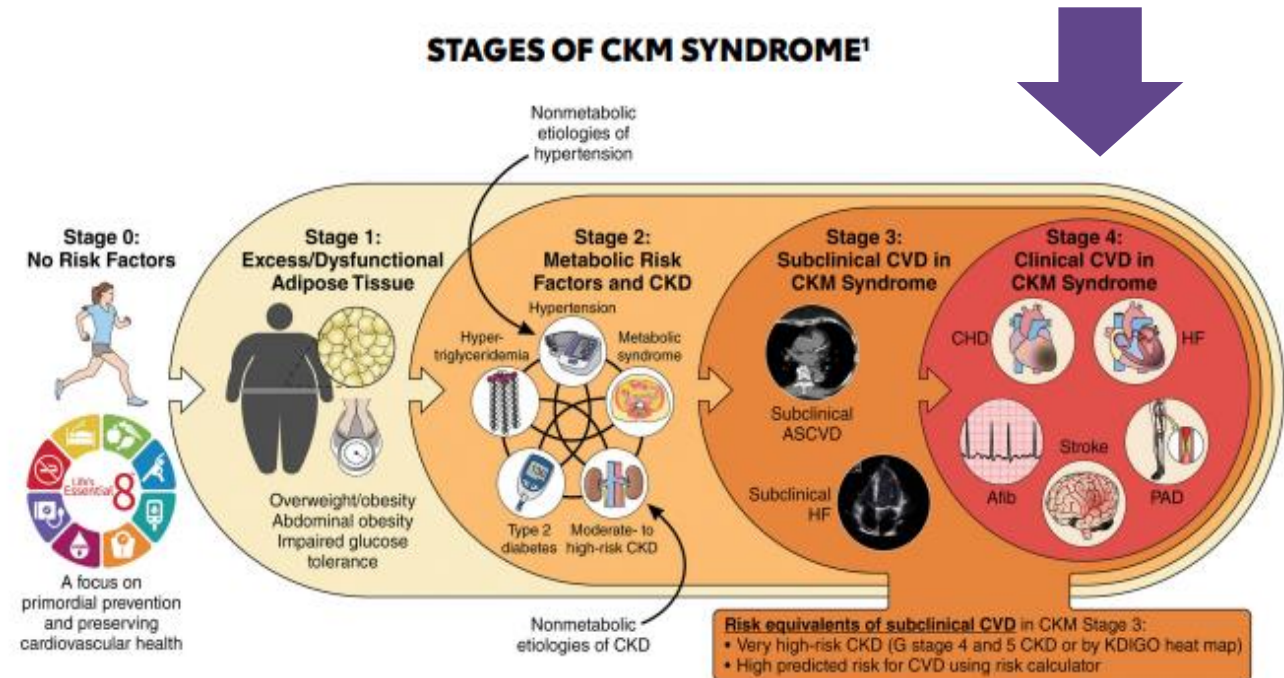 STAGES OF CKM SYNDROME¹
Nonmetabolic
etiologies of
hypertension
Stage 0:
No Risk Factors
Life's
Essential 8
A focus on
primordial prevention
and preserving
cardiovascular health
Stage 1:
Excess/Dysfunctional
Adipose Tissue
Overweight/obesity
Abdominal obesity
Impaired glucose
tolerance
Stage 2:
Metabolic Risk
Factors and CKD
Hypertension
Hyper-
triglyceridemia
Metabolic
syndrome
Type 2
diabetes
Moderate- to
high-risk CKD
Nonmetabolic
etiologies of CKD
Stage 3:
Subclinical CVD in
CKM Syndrome
Subclinical
ASCVD
Subclinical
HF
Stage 4:
Clinical CVD in
CKM Syndrome
CHD
HF
Afib
Stroke
PAD
Risk equivalents of subclinical CVD in CKM Stage 3:
• Very high-risk CKD (G stage 4 and 5 CKD or by KDIGO heat map)
• High predicted risk for CVD using risk calculator